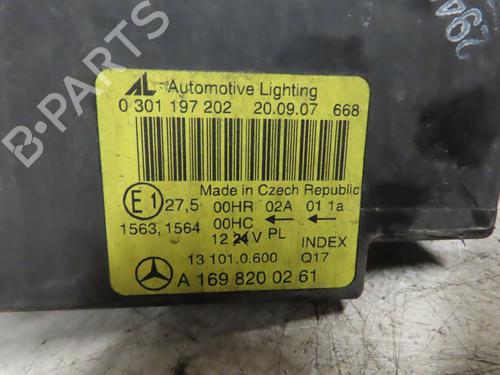 AL Automotive Lighting
0 301 197 202 20.09.07 668
Made in Czech Republic
E1 27,5 00HR 02A 01 1a
1563,1564 00HC ← ←
12 24V PL INDEX
13 101.0.600 Q17
A 169 820 02 61
B-PARTS